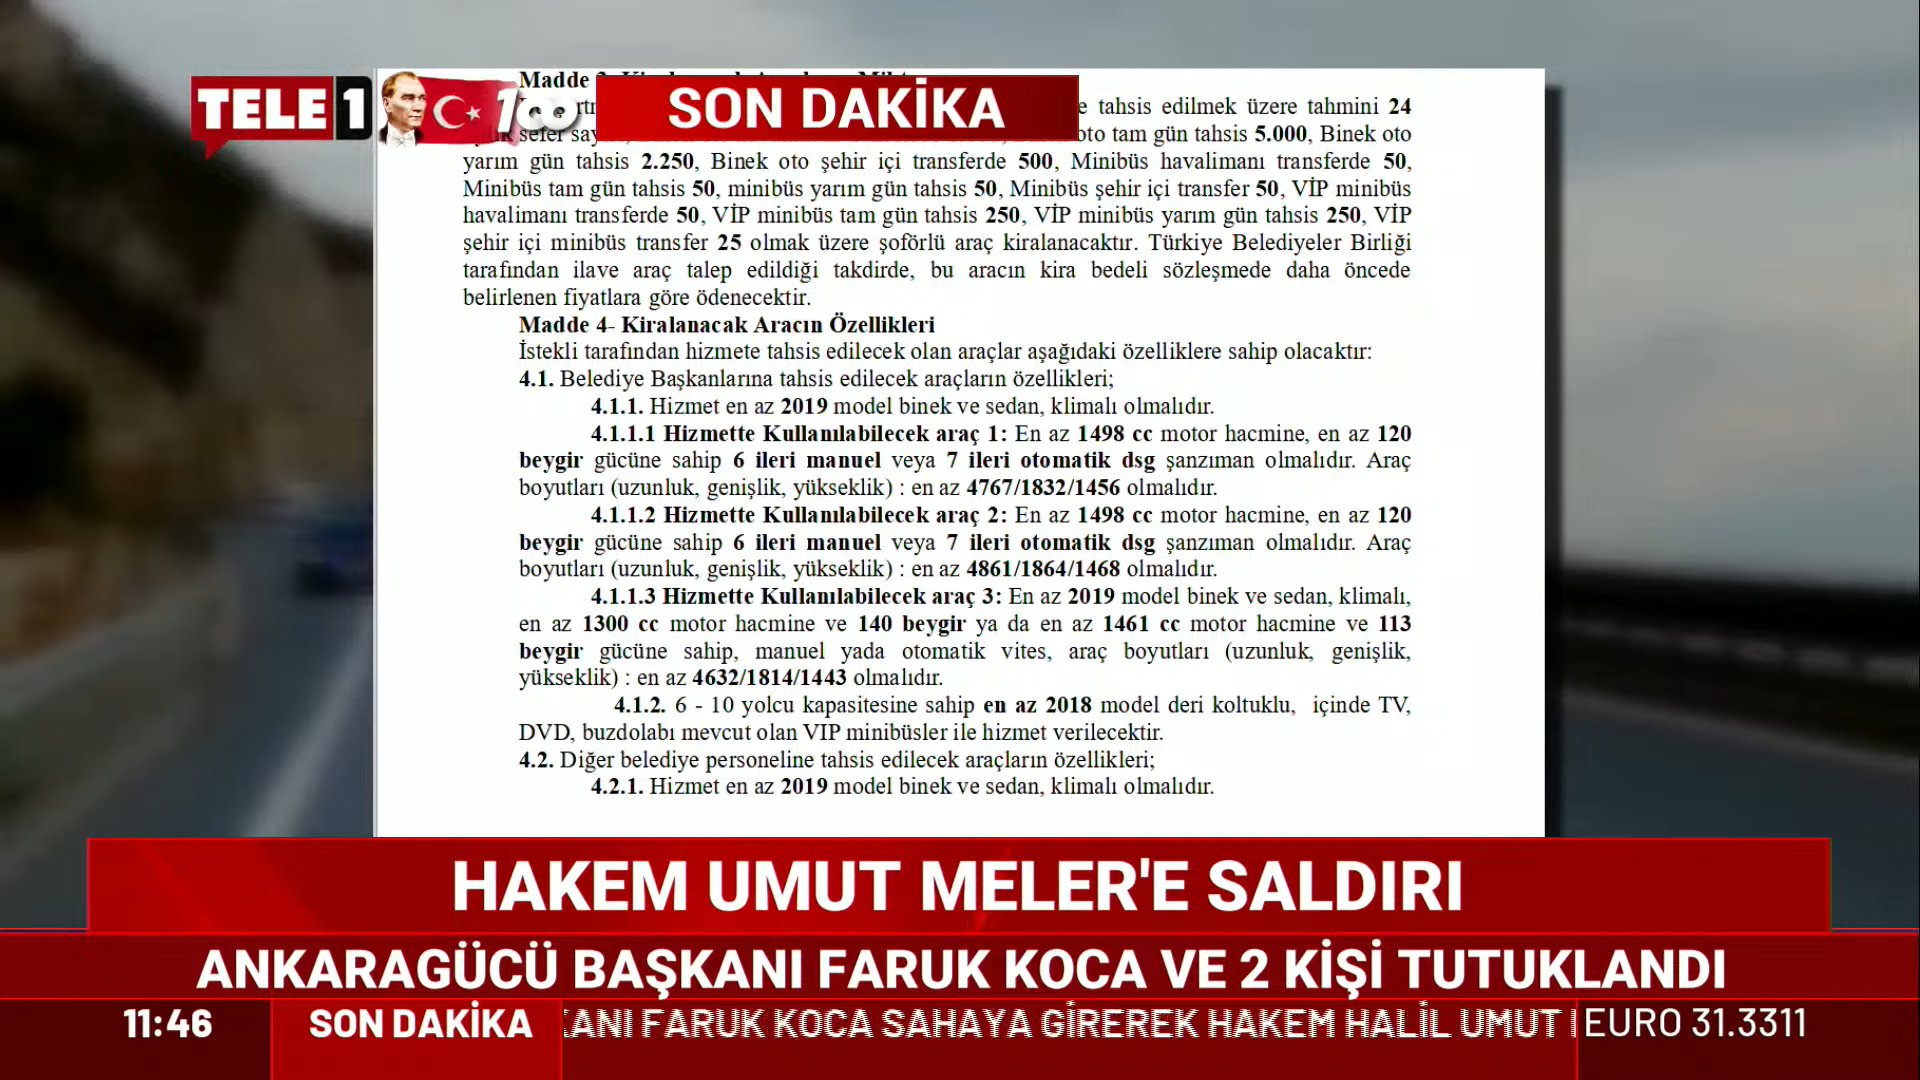 TELE 1
100
SON DAKİKA
Madde
e tahsis edilmek üzere tahmini 24
sefer say
oto tam gün tahsis 5.000, Binek oto
yarım gün tahsis 2.250, Binek oto şehir içi transferde 500, Minibüs havalimanı transferde 50,
Minibüs tam gün tahsis 50, minibüs yarım gün tahsis 50, Minibüs şehir içi transfer 50, VİP minibüs
havalimanı transferde 50, VİP minibüs tam gün tahsis 250, VİP minibüs yarım gün tahsis 250, VİP
şehir içi minibüs transfer 25 olmak üzere şoförlü araç kiralanacaktır. Türkiye Belediyeler Birliği
tarafından ilave araç talep edildiği takdirde, bu aracın kira bedeli sözleşmede daha öncede
belirlenen fiyatlara göre ödenecektir.
Madde 4- Kiralanacak Aracın Özellikleri
İstekli tarafından hizmete tahsis edilecek olan araçlar aşağıdaki özelliklere sahip olacaktır:
4.1. Belediye Başkanlarına tahsis edilecek araçların özellikleri;
4.1.1. Hizmet en az 2019 model binek ve sedan, klimalı olmalıdır.
4.1.1.1 Hizmette Kullanılabilecek araç 1: En az 1498 cc motor hacmine, en az 120
beygir gücüne sahip 6 ileri manuel veya 7 ileri otomatik dsg şanzıman olmalıdır. Araç
boyutları (uzunluk, genişlik, yükseklik) : en az 4767/1832/1456 olmalıdır.
4.1.1.2 Hizmette Kullanılabilecek araç 2: En az 1498 cc motor hacmine, en az 120
beygir gücüne sahip 6 ileri manuel veya 7 ileri otomatik dsg şanzıman olmalıdır. Araç
boyutları (uzunluk, genişlik, yükseklik) : en az 4861/1864/1468 olmalıdır.
4.1.1.3 Hizmette Kullanılabilecek araç 3: En az 2019 model binek ve sedan, klimalı,
en az 1300 cc motor hacmine ve 140 beygir ya da en az 1461 cc motor hacmine ve 113
beygir gücüne sahip, manuel yada otomatik vites, araç boyutları (uzunluk, genişlik,
yükseklik) : en az 4632/1814/1443 olmalıdır.
4.1.2. 6 - 10 yolcu kapasitesine sahip en az 2018 model deri koltuklu, içinde TV,
DVD, buzdolabı mevcut olan VIP minibüsler ile hizmet verilecektir.
4.2. Diğer belediye personeline tahsis edilecek araçların özellikleri;
4.2.1. Hizmet en az 2019 model binek ve sedan, klimalı olmalıdır.
HAKEM UMUT MELER'E SALDIRI
ANKARAGÜCÜ BAŞKANI FARUK KOCA VE 2 KİŞİ TUTUKLANDI
11:46 SON DAKİKA KANI FARUK KOCA SAHAYA GİREREK HAKEM HALİL UMUT EURO 31.3311